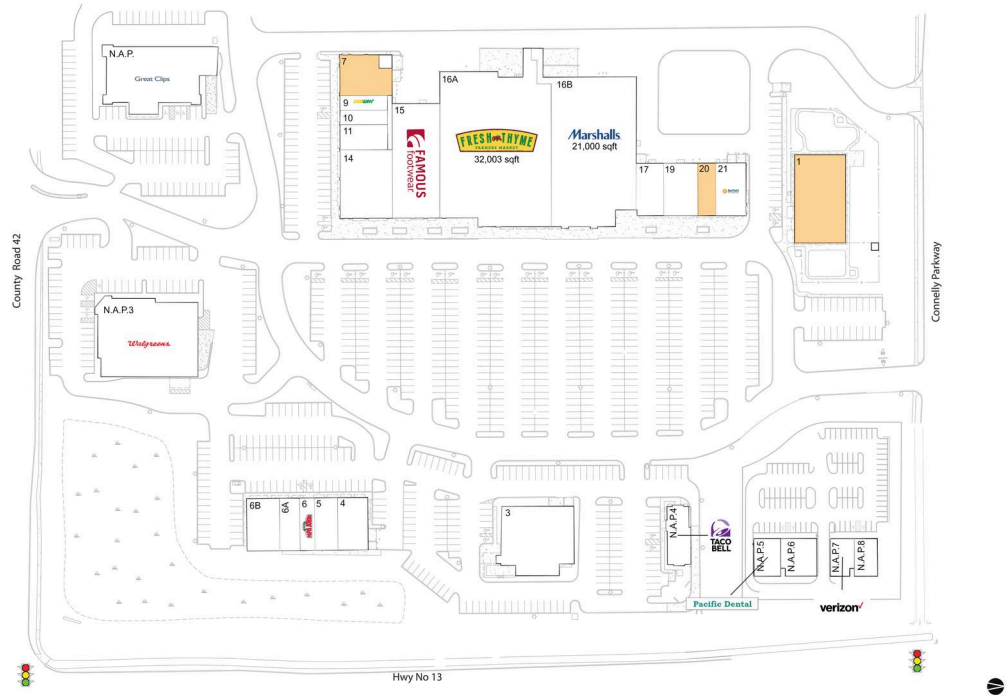 N.A.P.
Great Clips
7
9
SUBWAY
10
11
14
15
FAMOUS
footwear
16A
FRESH THYME
FARMERS MARKET
32,003 sqft
16B
Marshalls
21,000 sqft
17
19
20
21
1
County Road 42
Connelly Parkway
N.A.P.3
Walgreens
6B
6A
6
5
4
3
N.A.P.4
TACO
BELL
N.A.P.5
N.A.P.6
N.A.P.7
N.A.P.8
Pacific Dental
verizon
Hwy No 13